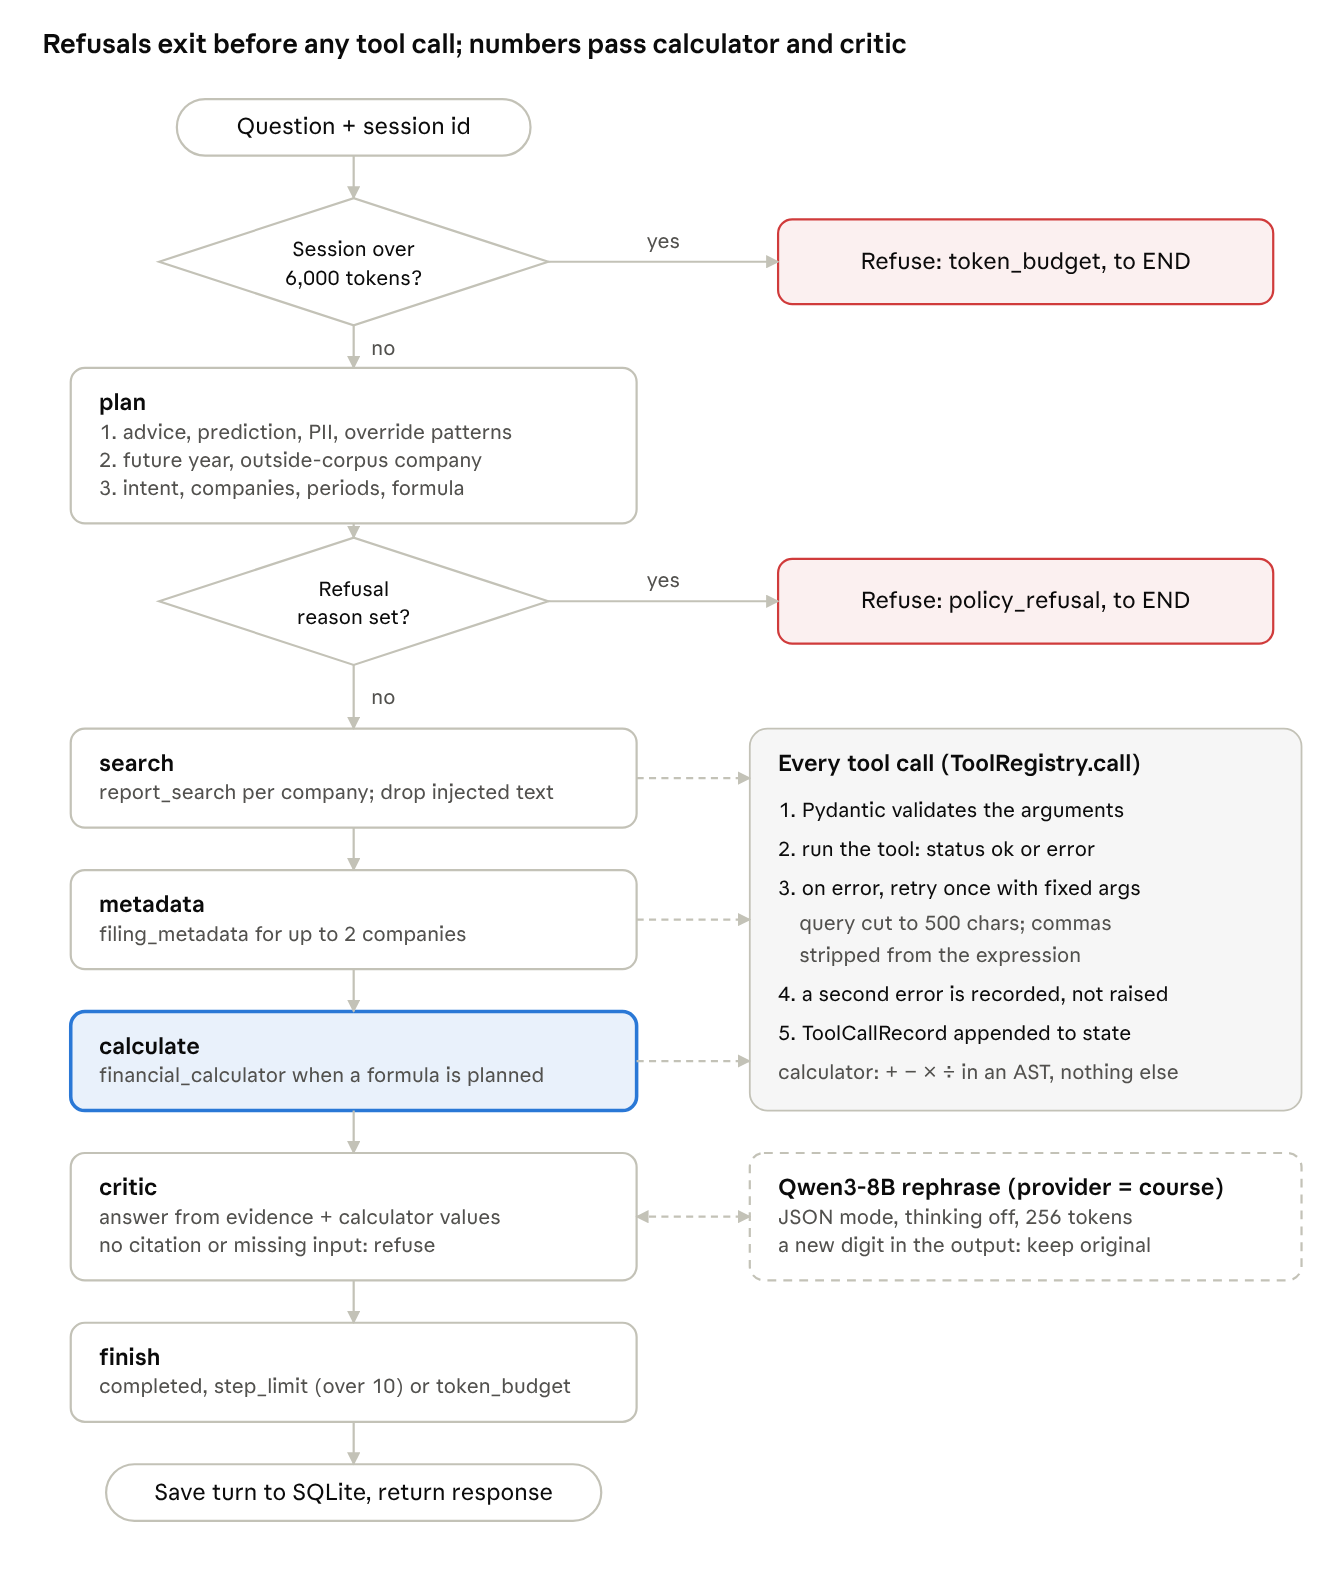 Refusals exit before any tool call; numbers pass calculator and critic
Question + session id
Session over
6,000 tokens?
yes
Refuse: token_budget, to END
no
plan
1. advice, prediction, PII, override patterns
2. future year, outside-corpus company
3. intent, companies, periods, formula
Refusal
reason set?
yes
Refuse: policy_refusal, to END
no
search
report_search per company; drop injected text
metadata
filing_metadata for up to 2 companies
calculate
financial_calculator when a formula is planned
Every tool call (ToolRegistry.call)
1. Pydantic validates the arguments
2. run the tool: status ok or error
3. on error, retry once with fixed args
query cut to 500 chars; commas
stripped from the expression
4. a second error is recorded, not raised
5. ToolCallRecord appended to state
calculator: + − × ÷ in an AST, nothing else
critic
answer from evidence + calculator values
no citation or missing input: refuse
Qwen3-8B rephrase (provider = course)
JSON mode, thinking off, 256 tokens
a new digit in the output: keep original
finish
completed, step_limit (over 10) or token_budget
Save turn to SQLite, return response